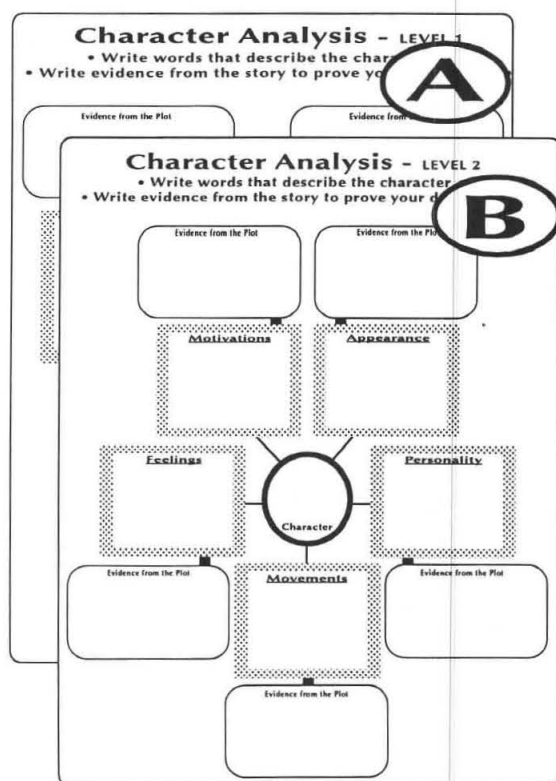 Character Analysis - LEVEL 1
• Write words that describe the
• Write evidence from the story to prove
A
Evidence from the Plot
Evidence from
Character Analysis - LEVEL 2
• Write words that describe the character
• Write evidence from the story to prove your
B
Evidence from the Plot
Evidence from the Plot
Motivations
Appearance
Feelings
Personality
Character
Evidence from the Plot
Movements
Evidence from the Plot
Evidence from the Plot